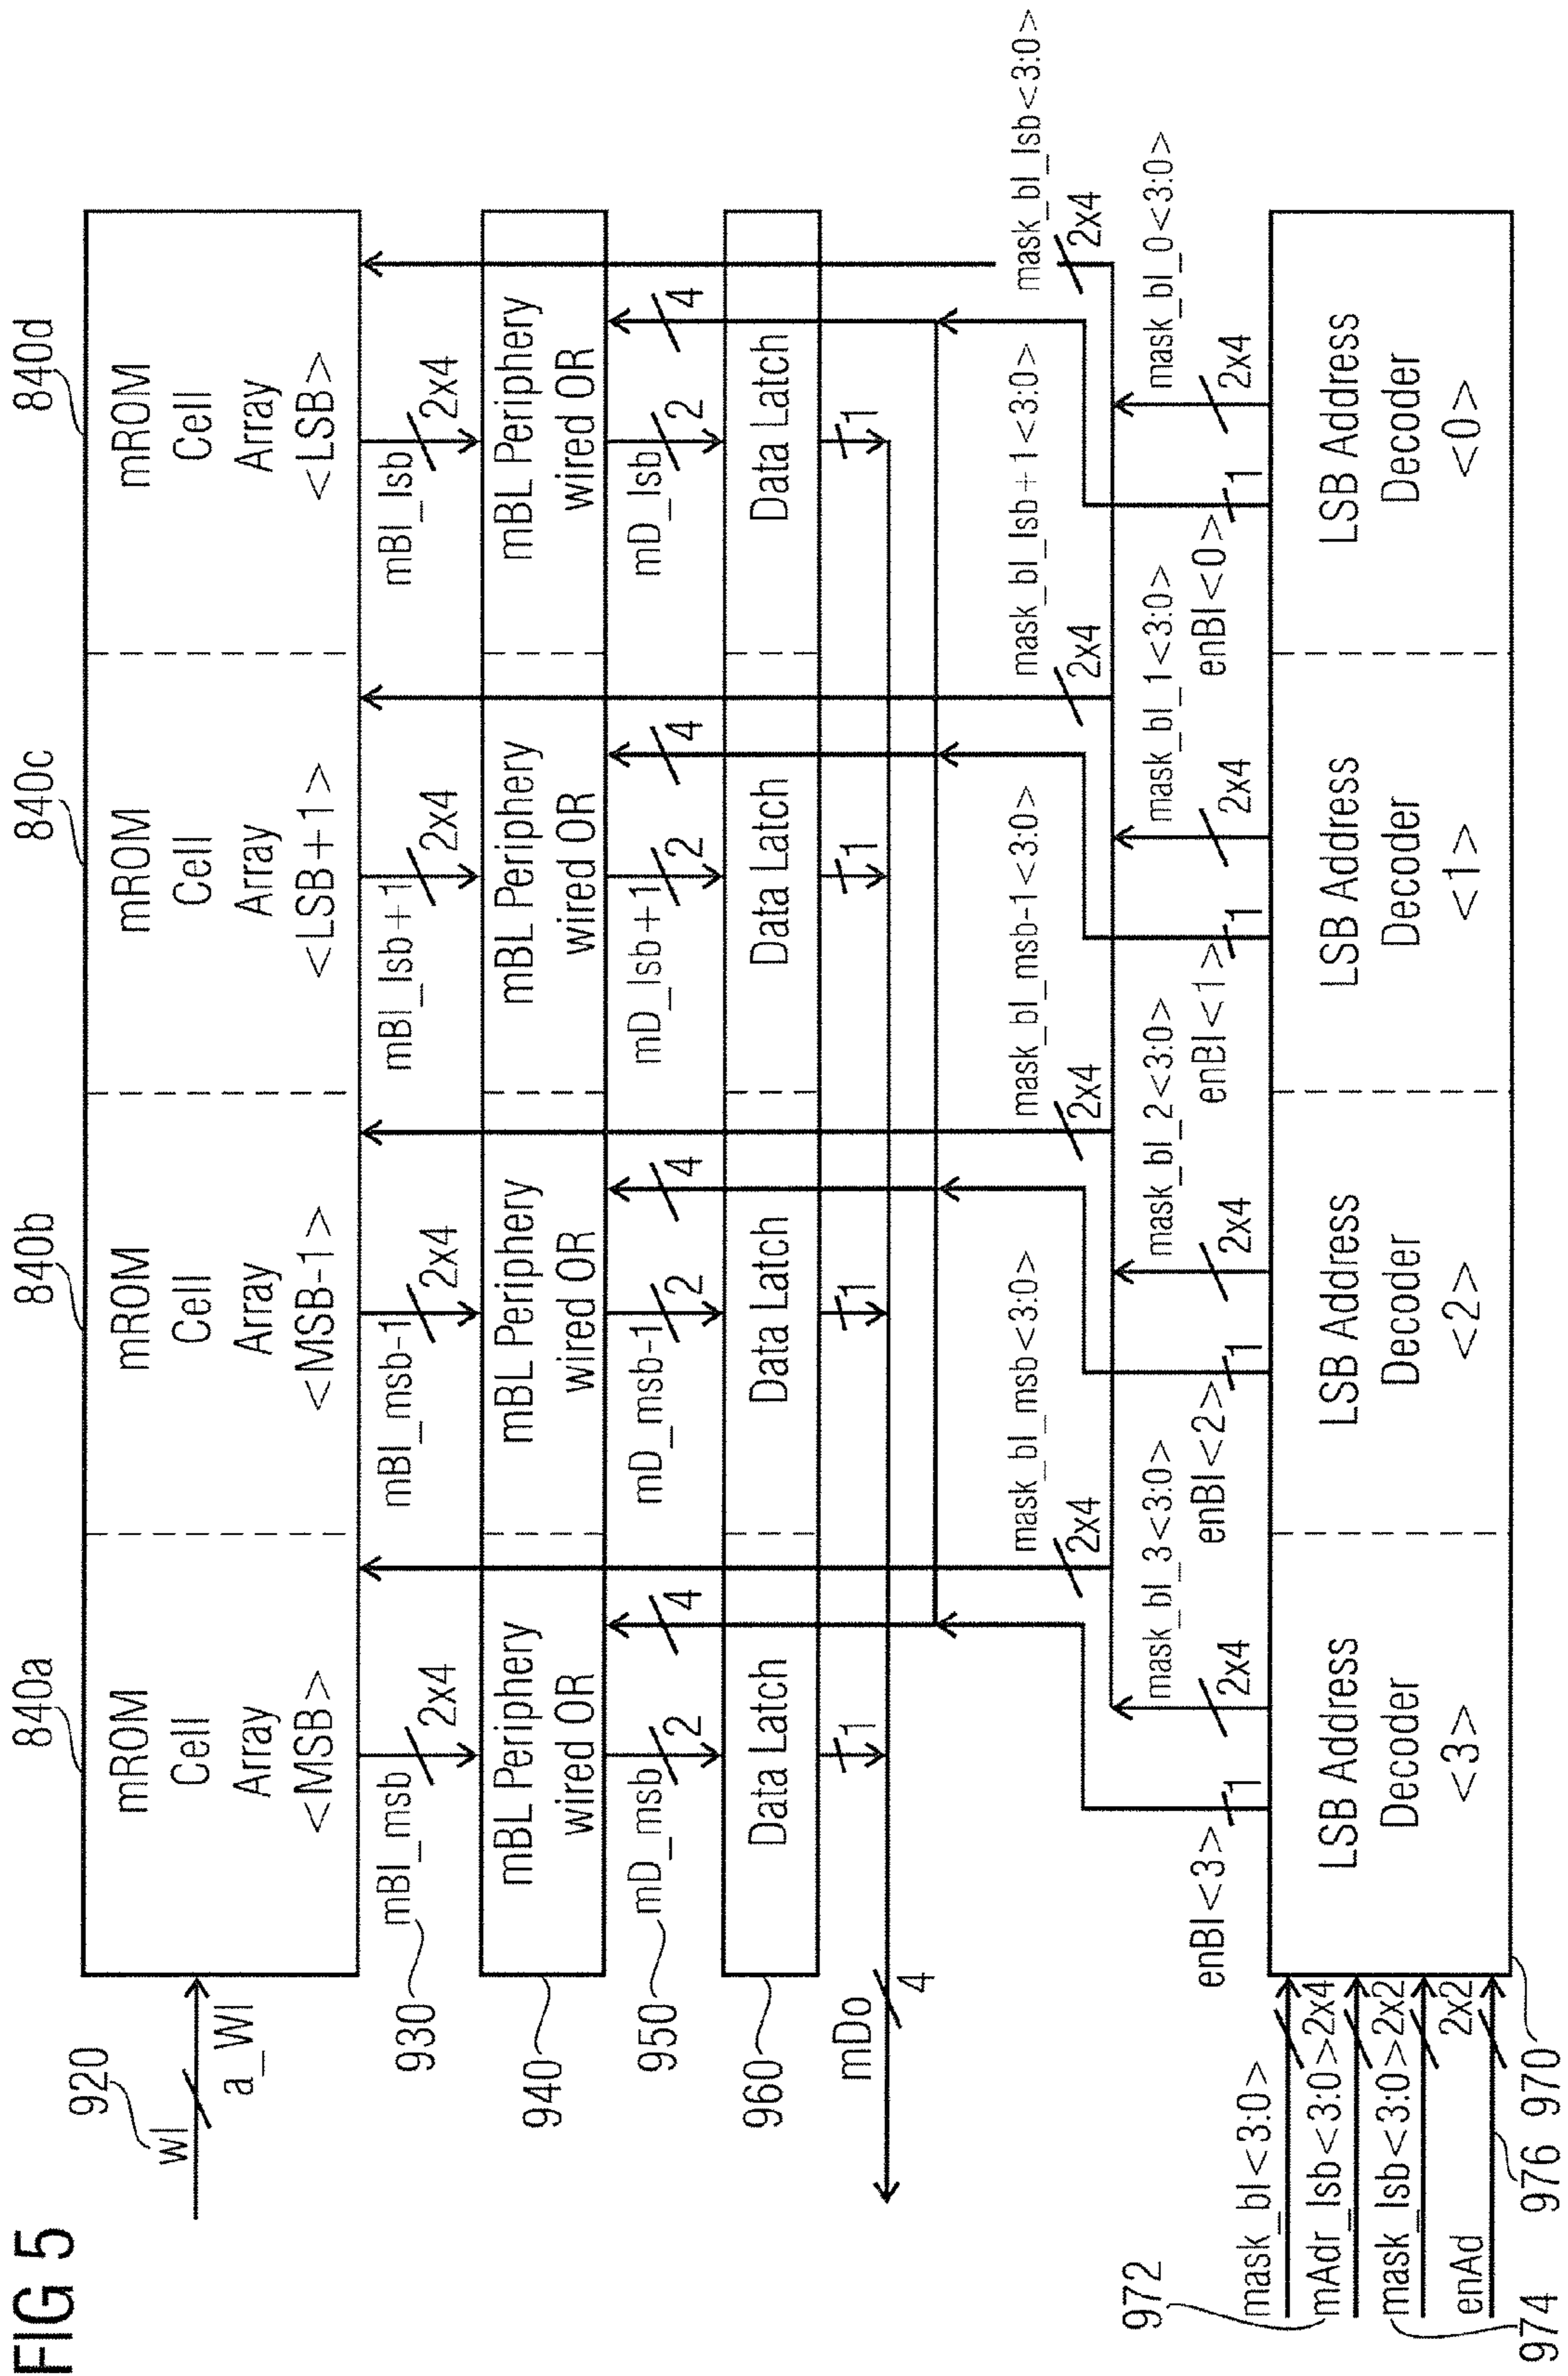 FIG 5
840a
840b
840c
840d
mROM
Cell
Array
<MSB>
mROM
Cell
Array
<MSB-1>
mROM
Cell
Array
<LSB+1>
mROM
Cell
Array
<LSB>
920
wl
a_Wl
930
mBl_msb
2x4
mBl_msb-1
2x4
mBl_lsb+1
2x4
mBl_lsb
2x4
940
mBL Periphery
wired OR
mBL Periphery
wired OR
mBL Periphery
wired OR
mBL Periphery
wired OR
950
mD_msb
2
4
mD_msb-1
2
4
mD_lsb+1
2
4
mD_lsb
2
4
960
Data Latch
Data Latch
Data Latch
Data Latch
mDo
4
1
1
1
1
mask_bl_msb<3:0>
2x4
mask_bl_msb-1<3:0>
2x4
mask_bl_lsb+1<3:0>
2x4
mask_bl_lsb<3:0>
2x4
mask_bl_3<3:0>
2x4
mask_bl_2<3:0>
2x4
mask_bl_1<3:0>
2x4
mask_bl_0<3:0>
2x4
enBl<3>
1
enBl<2>
1
enBl<1>
1
enBl<0>
1
LSB Address
Decoder
<3>
LSB Address
Decoder
<2>
LSB Address
Decoder
<1>
LSB Address
Decoder
<0>
972
mask_bl<3:0>
2x4
mAdr_lsb<3:0>
2x2
mask_lsb<3:0>
2x2
enAd
974
976
970